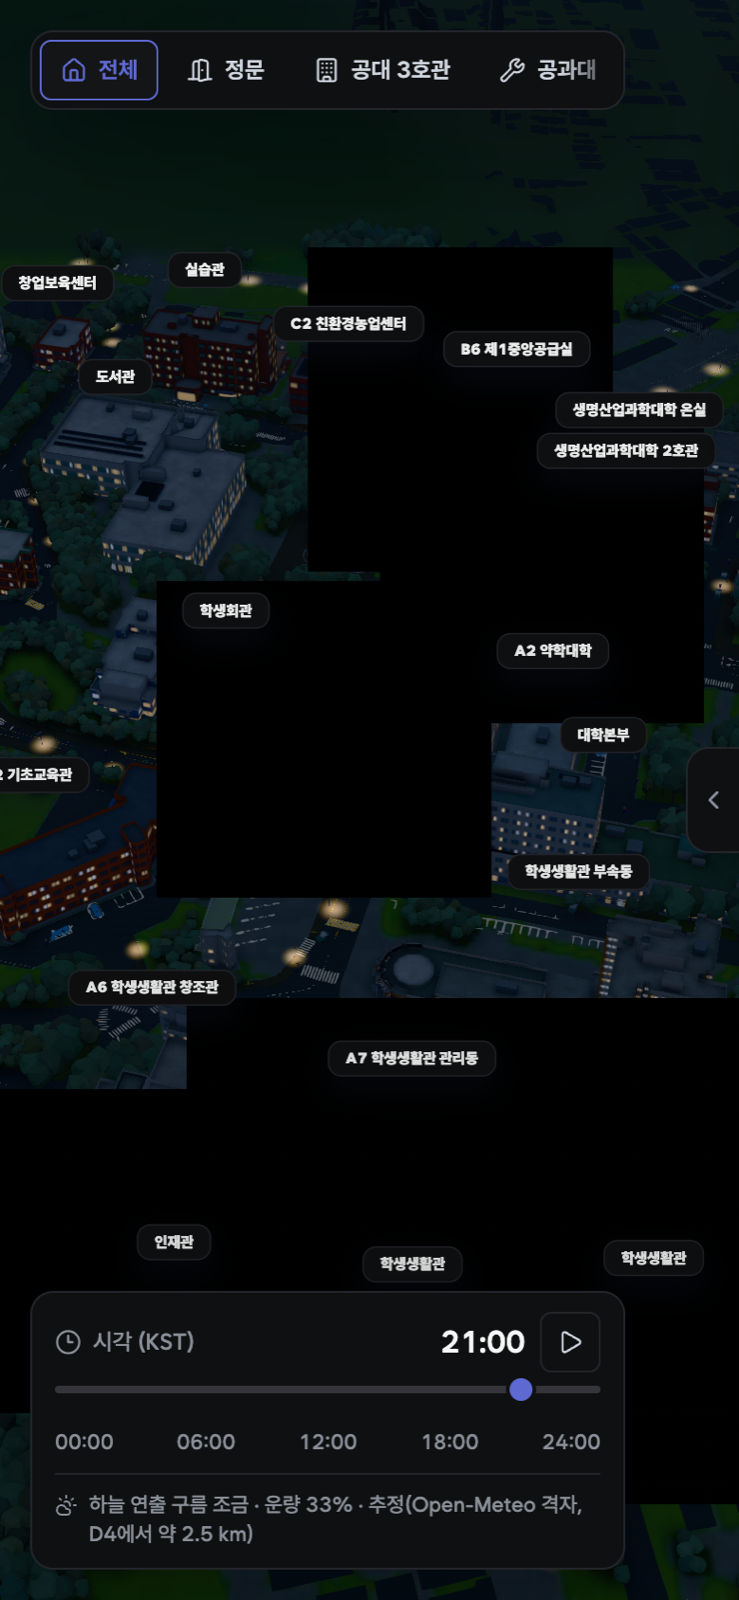 전체
정문
공대 3호관
공과대
창업보육센터
실습관
C2 친환경농업센터
B6 제1중앙공급실
도서관
생명산업과학대학 온실
생명산업과학대학 2호관
학생회관
A2 약학대학
대학본부
2 기초교육관
학생생활관 부속동
A6 학생생활관 창조관
A7 학생생활관 관리동
인재관
학생생활관
학생생활관
시각 (KST)
21:00
00:00 06:00 12:00 18:00 24:00
하늘 연출 구름 조금 · 운량 33% · 추정(Open-Meteo 격자,
D4에서 약 2.5 km)